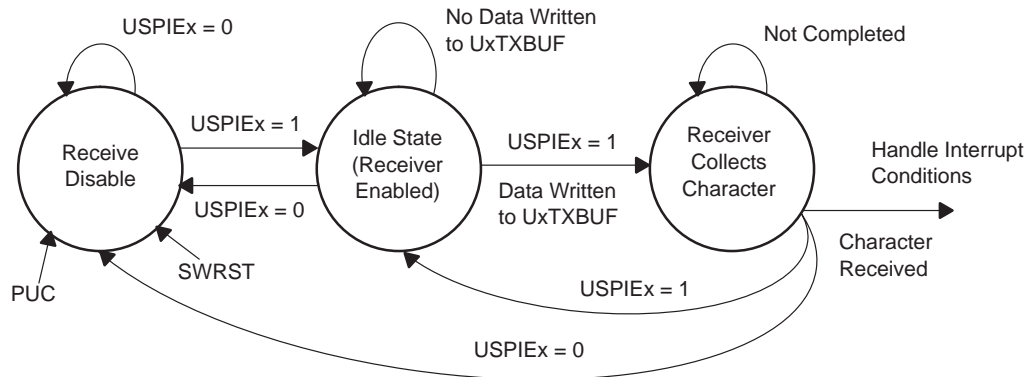 USPIEx = 0
No Data Written
to UxTXBUF
Not Completed
Receive
Disable
USPIEx = 1
USPIEx = 0
Idle State
(Receiver
Enabled)
USPIEx = 1
Data Written
to UxTXBUF
Receiver
Collects
Character
Handle Interrupt
Conditions
Character
Received
PUC
SWRST
USPIEx = 1
USPIEx = 0